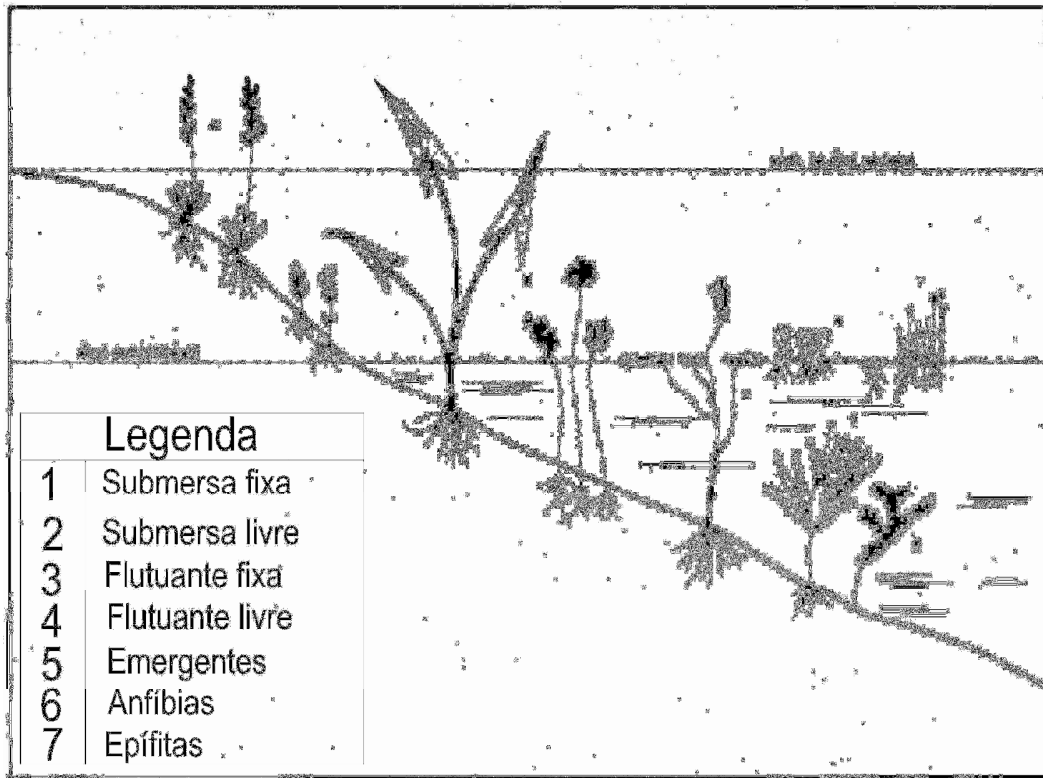 Legenda
1 Submersa fixa
2 Submersa livre
3 Flutuante fixa
4 Flutuante livre
5 Emergentes
6 Anfíbias
7 Epífitas